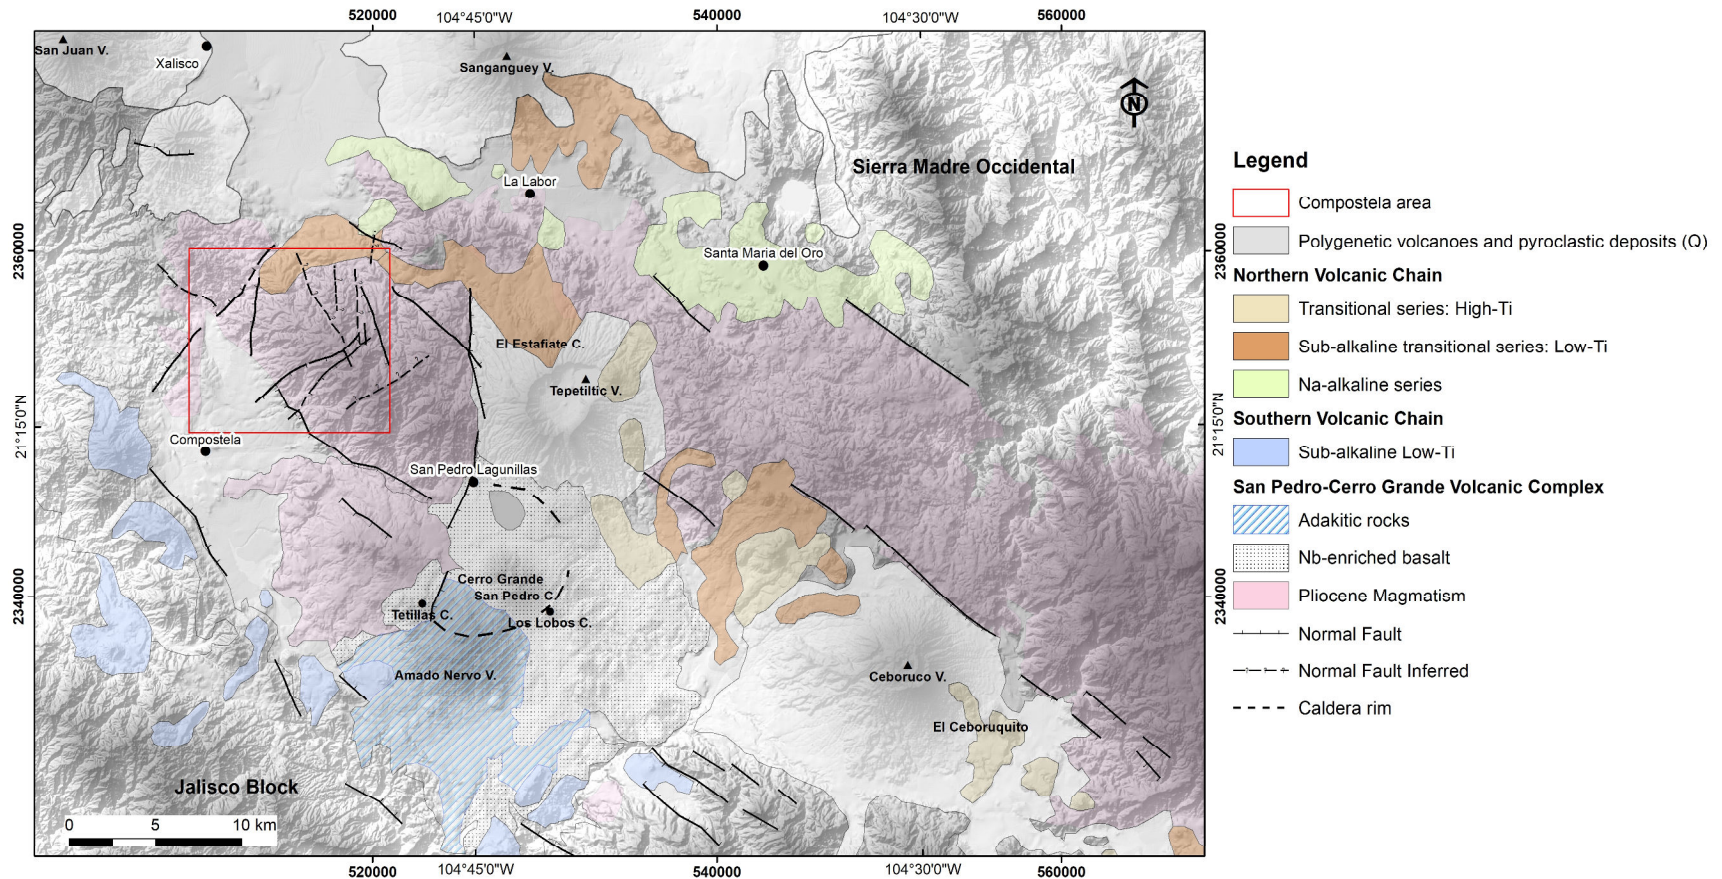 520000
104°45'0"W
540000
104°30'0"W
560000
San Juan V.
Xalisco
Sanganguey V.
N
Sierra Madre Occidental
La Labor
2360000
2360000
Santa Maria del Oro
El Estafiate C.
Tepetiltic V.
21°15'0"N
21°15'0"N
Compostela
San Pedro Lagunillas
2340000
2340000
Cerro Grande
San Pedro C.
Tetillas C.
Los Lobos C.
Amado Nervo V.
Ceboruco V.
El Ceboruquito
Jalisco Block
0 5 10 km
520000
104°45'0"W
540000
104°30'0"W
560000
Legend
Compostela area
Polygenetic volcanoes and pyroclastic deposits (Q)
Northern Volcanic Chain
Transitional series: High-Ti
Sub-alkaline transitional series: Low-Ti
Na-alkaline series
Southern Volcanic Chain
Sub-alkaline Low-Ti
San Pedro-Cerro Grande Volcanic Complex
Adakitic rocks
Nb-enriched basalt
Pliocene Magmatism
Normal Fault
Normal Fault Inferred
Caldera rim